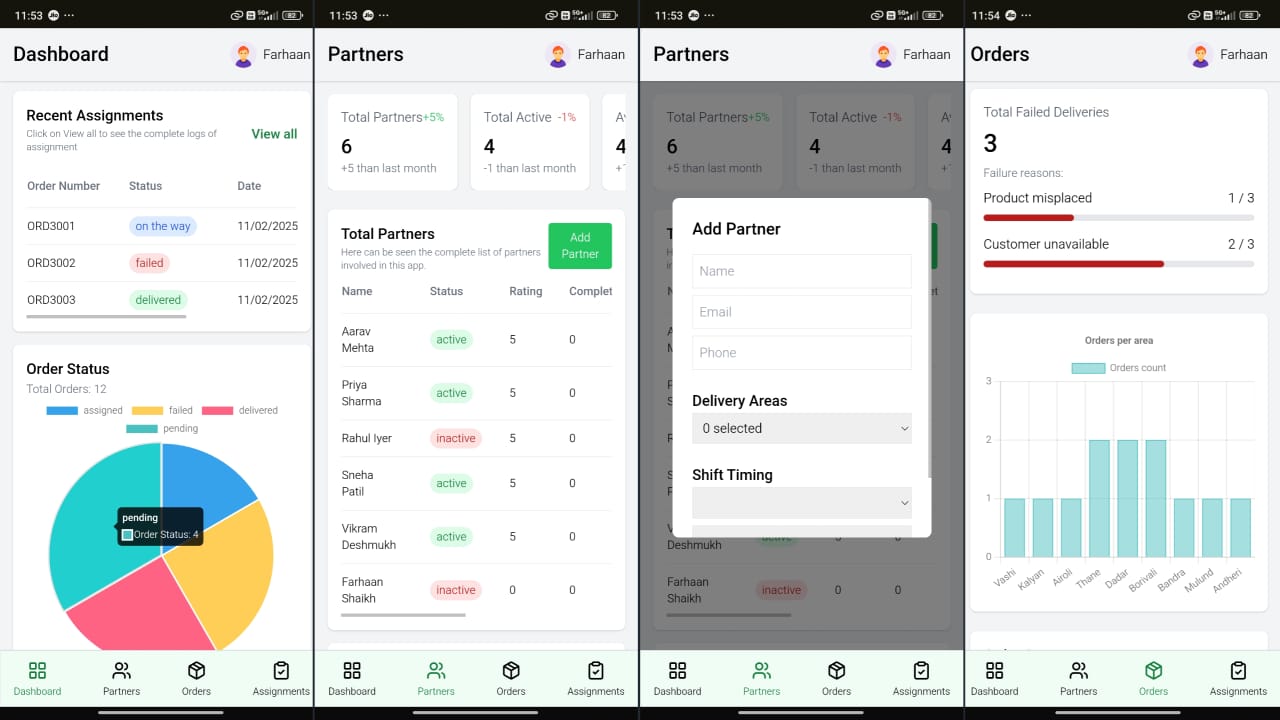 11:53 Jio ··· 5G+ 82
Dashboard
Farhaan
Recent Assignments
Click on View all to see the complete logs of
assignment
View all
Order Number Status Date
ORD3001 on the way 11/02/2025
ORD3002 failed 11/02/2025
ORD3003 delivered 11/02/2025
Order Status
Total Orders: 12
assigned failed delivered
pending
pending
Order Status: 4
Dashboard Partners Orders Assignments
11:53 Jio ··· 5G+ 82
Partners
Farhaan
Total Partners +5%
6
+5 than last month
Total Active -1%
4
-1 than last month
4
Total Partners
Here can be seen the complete list of partners
involved in this app.
Add
Partner
Name Status Rating Complet
Aarav
Mehta active 5 0
Priya
Sharma active 5 0
Rahul Iyer inactive 5 0
Sneha
Patil active 5 0
Vikram
Deshmukh active 5 0
Farhaan
Shaikh inactive 0 0
Dashboard Partners Orders Assignments
11:53 Jio ··· 5G+ 82
Partners
Farhaan
Total Partners +5%
6
+5 than last month
Total Active -1%
4
-1 than last month
4
Add Partner
Name
Email
Phone
Delivery Areas
0 selected
Shift Timing
Deshmukh active 5 0
Farhaan
Shaikh inactive 0 0
Dashboard Partners Orders Assignments
11:54 Jio ··· 5G+ 82
Orders
Farhaan
Total Failed Deliveries
3
Failure reasons:
Product misplaced 1 / 3
Customer unavailable 2 / 3
Orders per area
Orders count
3
2
1
0
Vashi Kalyan Airoli Thane Dadar Borivali Bandra Mulund Andheri
Dashboard Partners Orders Assignments